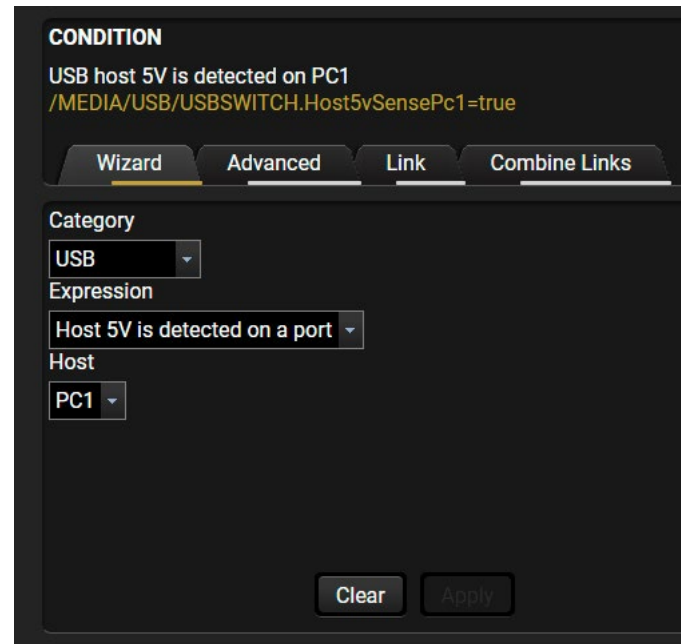 CONDITION
USB host 5V is detected on PC1
/MEDIA/USB/USBSWITCH.Host5vSensePc1=true
Wizard Advanced Link Combine Links
Category
USB
Expression
Host 5V is detected on a port
Host
PC1
Clear Apply